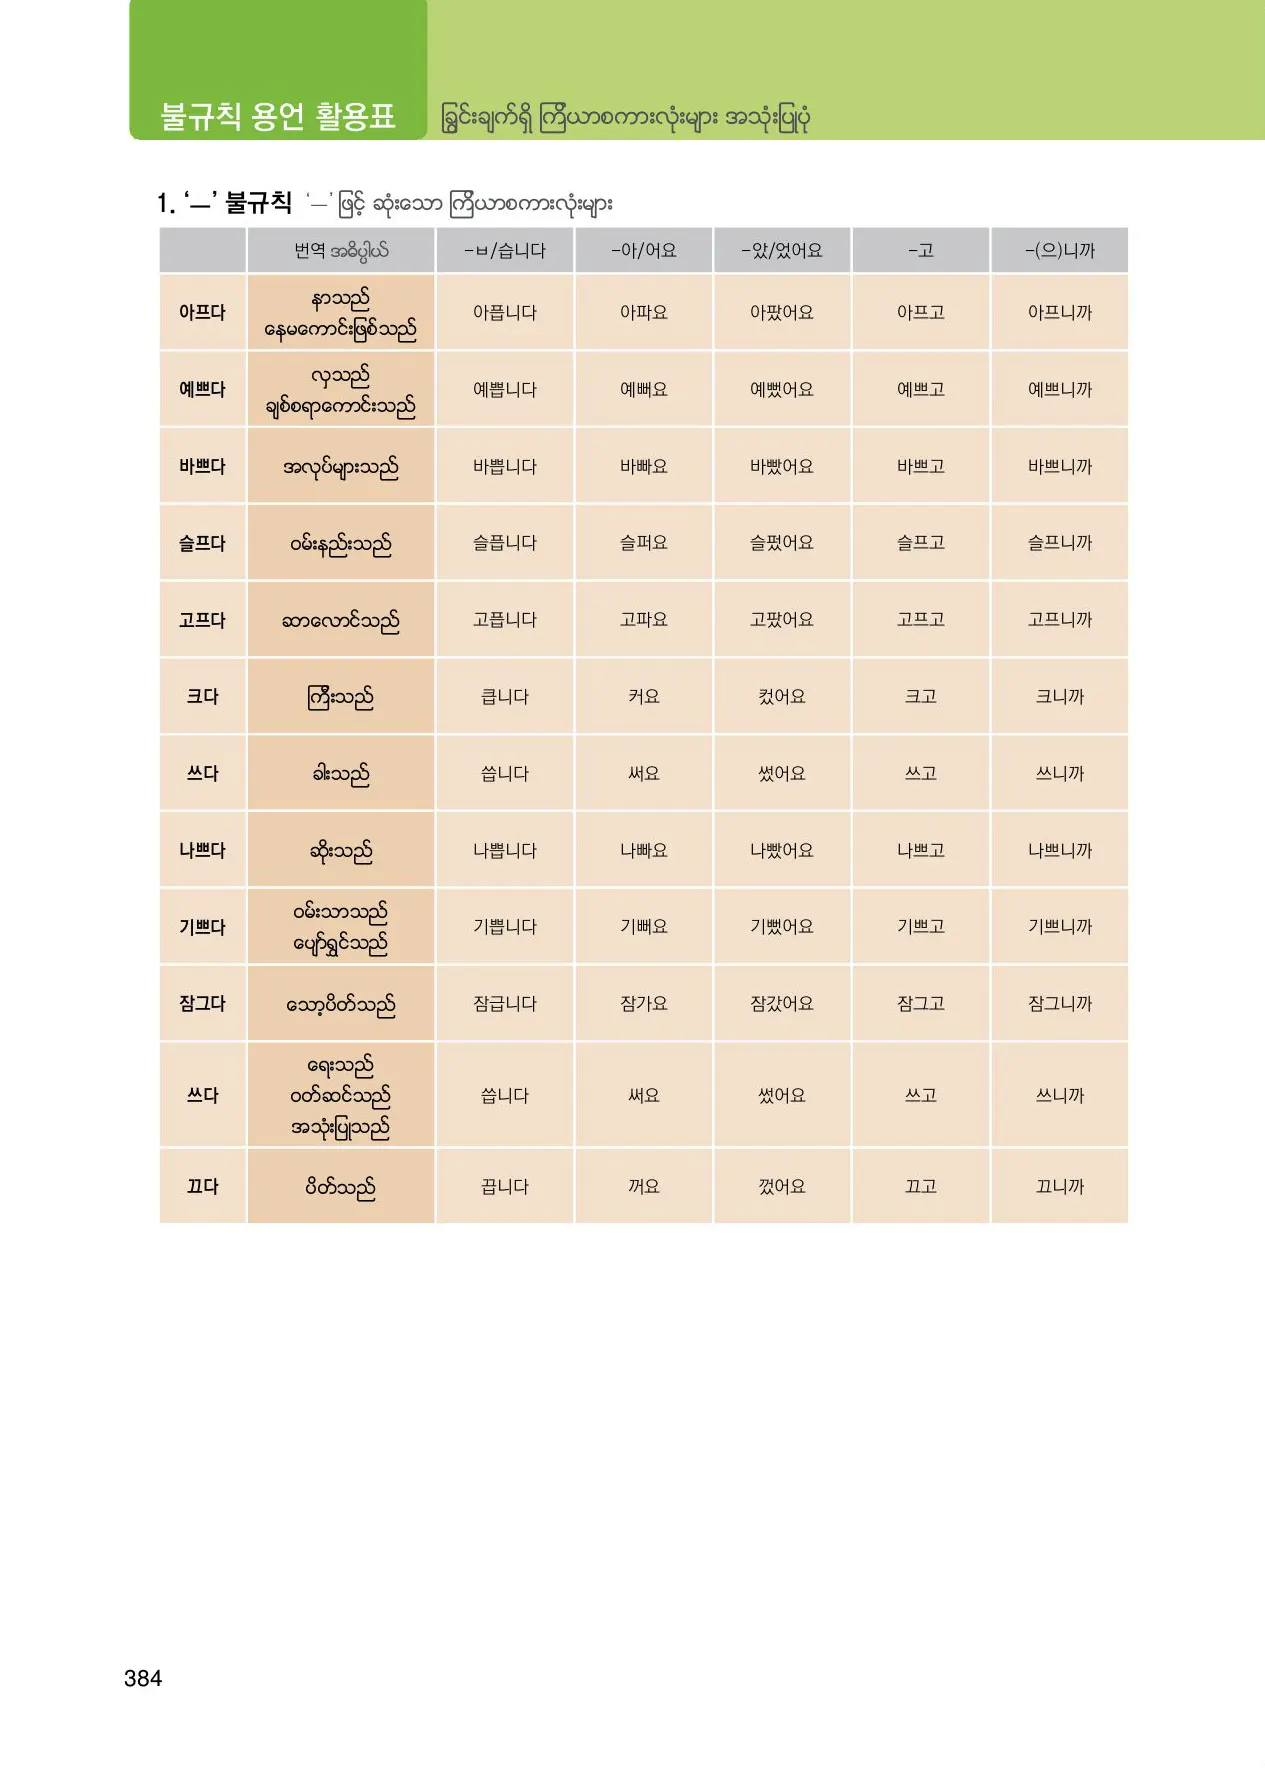 불규칙 용언 활용표 ခြွင်းချက်ရှိ ကြိယာစကားလုံးများ အသုံးပြုပုံ
1. ‘ㅡ’ 불규칙 ‘ㅡ’ ဖြင့် ဆုံးသော ကြိယာစကားလုံးများ
번역 အဓိပ္ပါယ် -ㅂ/습니다 -아/어요 -았/었어요 -고 -(으)니까
아프다 နာသည် နေမကောင်းဖြစ်သည် 아픕니다 아파요 아팠어요 아프고 아프니까
예쁘다 လှသည် ချစ်စရာကောင်းသည် 예쁩니다 예뻐요 예뻤어요 예쁘고 예쁘니까
바쁘다 အလုပ်များသည် 바쁩니다 바빠요 바빴어요 바쁘고 바쁘니까
슬프다 ဝမ်းနည်းသည် 슬픕니다 슬퍼요 슬펐어요 슬프고 슬프니까
고프다 ဆာလောင်သည် 고픕니다 고파요 고팠어요 고프고 고프니까
크다 ကြီးသည် 큽니다 커요 컸어요 크고 크니까
쓰다 ခါးသည် 씁니다 써요 썼어요 쓰고 쓰니까
나쁘다 ဆိုးသည် 나쁩니다 나빠요 나빴어요 나쁘고 나쁘니까
기쁘다 ဝမ်းသာသည် ပျော်ရွှင်သည် 기쁩니다 기뻐요 기뻤어요 기쁘고 기쁘니까
잠그다 သော့ပိတ်သည် 잠급니다 잠가요 잠갔어요 잠그고 잠그니까
쓰다 ရေးသည် ဝတ်ဆင်သည် အသုံးပြုသည် 씁니다 써요 썼어요 쓰고 쓰니까
끄다 ပိတ်သည် 끕니다 꺼요 껐어요 끄고 끄니까
384